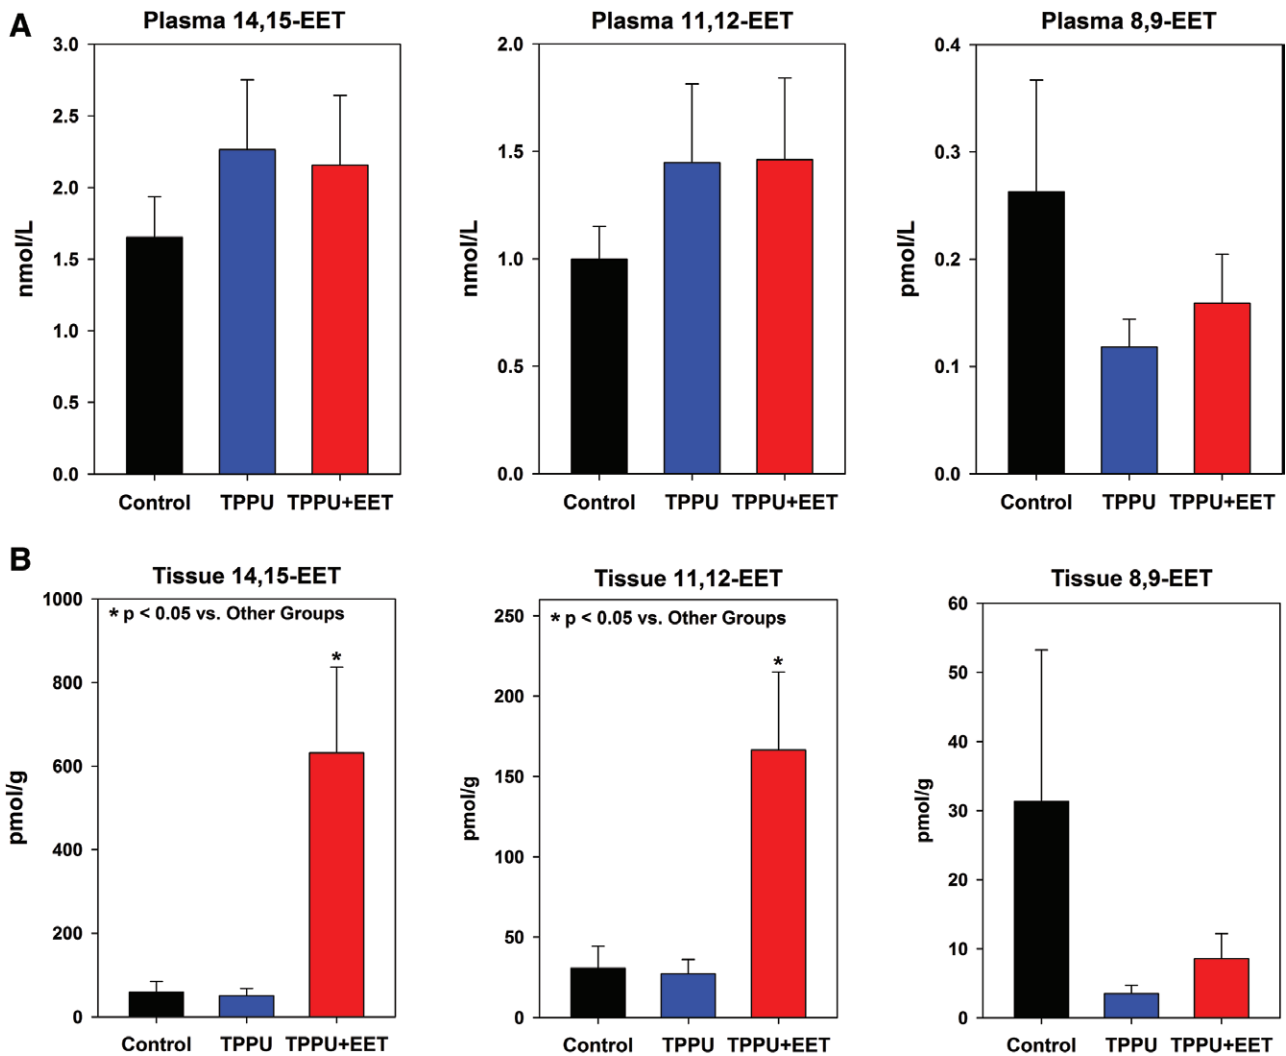 A
Plasma 14,15-EET
3.0
2.5
2.0
1.5
1.0
0.5
0.0
nmol/L
Control TPPU TPPU+EET
Plasma 11,12-EET
2.0
1.5
1.0
0.5
0.0
nmol/L
Control TPPU TPPU+EET
Plasma 8,9-EET
0.4
0.3
0.2
0.1
0.0
pmol/L
Control TPPU TPPU+EET
B
Tissue 14,15-EET
1000
800
600
400
200
0
pmol/g
* p < 0.05 vs. Other Groups
*
Control TPPU TPPU+EET
Tissue 11,12-EET
250
200
150
100
50
0
pmol/g
* p < 0.05 vs. Other Groups
*
Control TPPU TPPU+EET
Tissue 8,9-EET
60
50
40
30
20
10
0
pmol/g
Control TPPU TPPU+EET